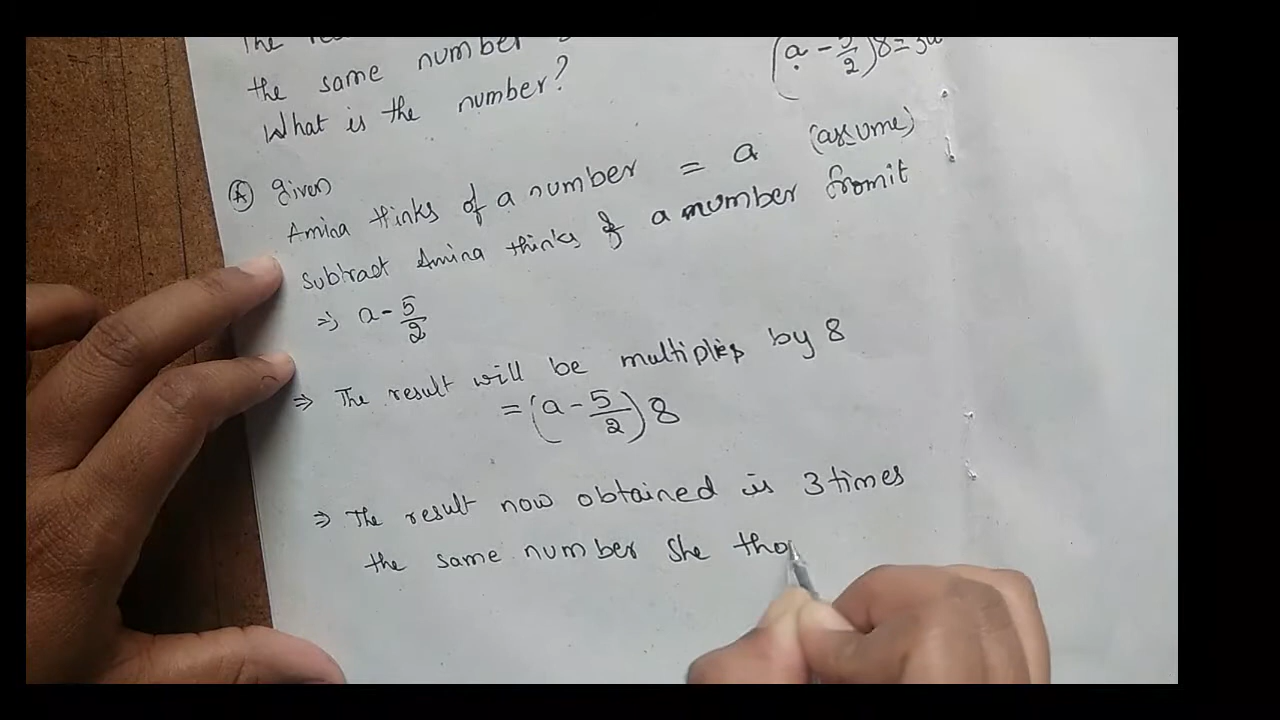 the same number
What is the number?
(a - 5/2) 8 = 3a
(A) Given
Amina thinks of a number = a (assume)
Subtract Amina thinks of a number from it
⇒ a - 5/2
⇒ The result will be multiplies by 8
= (a - 5/2) 8
⇒ The result now obtained is 3 times
the same number she tho